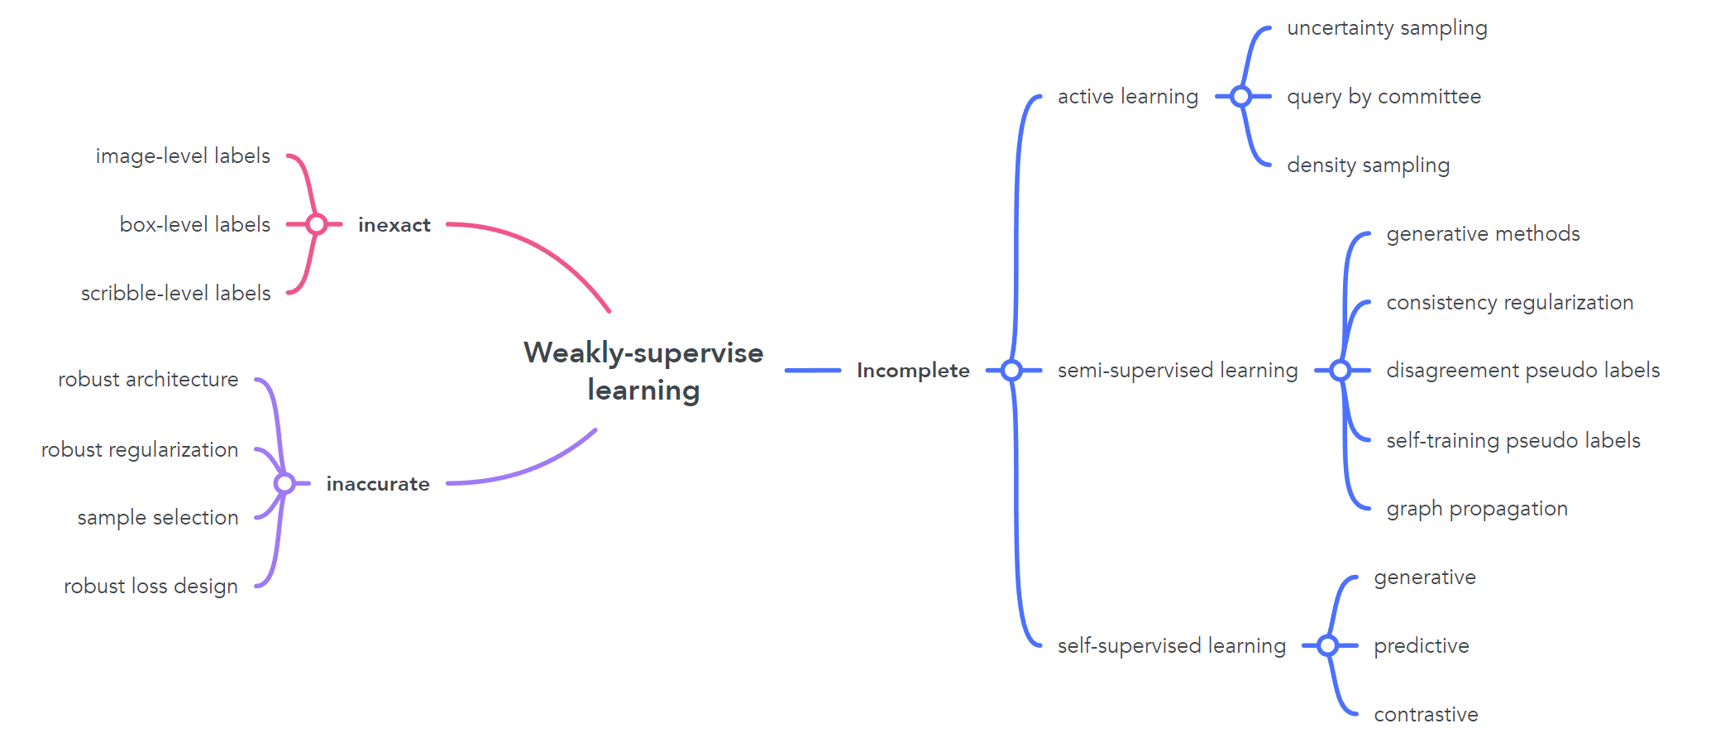 Weakly-supervise
learning
inexact
image-level labels
box-level labels
scribble-level labels
inaccurate
robust architecture
robust regularization
sample selection
robust loss design
Incomplete
active learning
uncertainty sampling
query by committee
density sampling
semi-supervised learning
generative methods
consistency regularization
disagreement pseudo labels
self-training pseudo labels
graph propagation
self-supervised learning
generative
predictive
contrastive